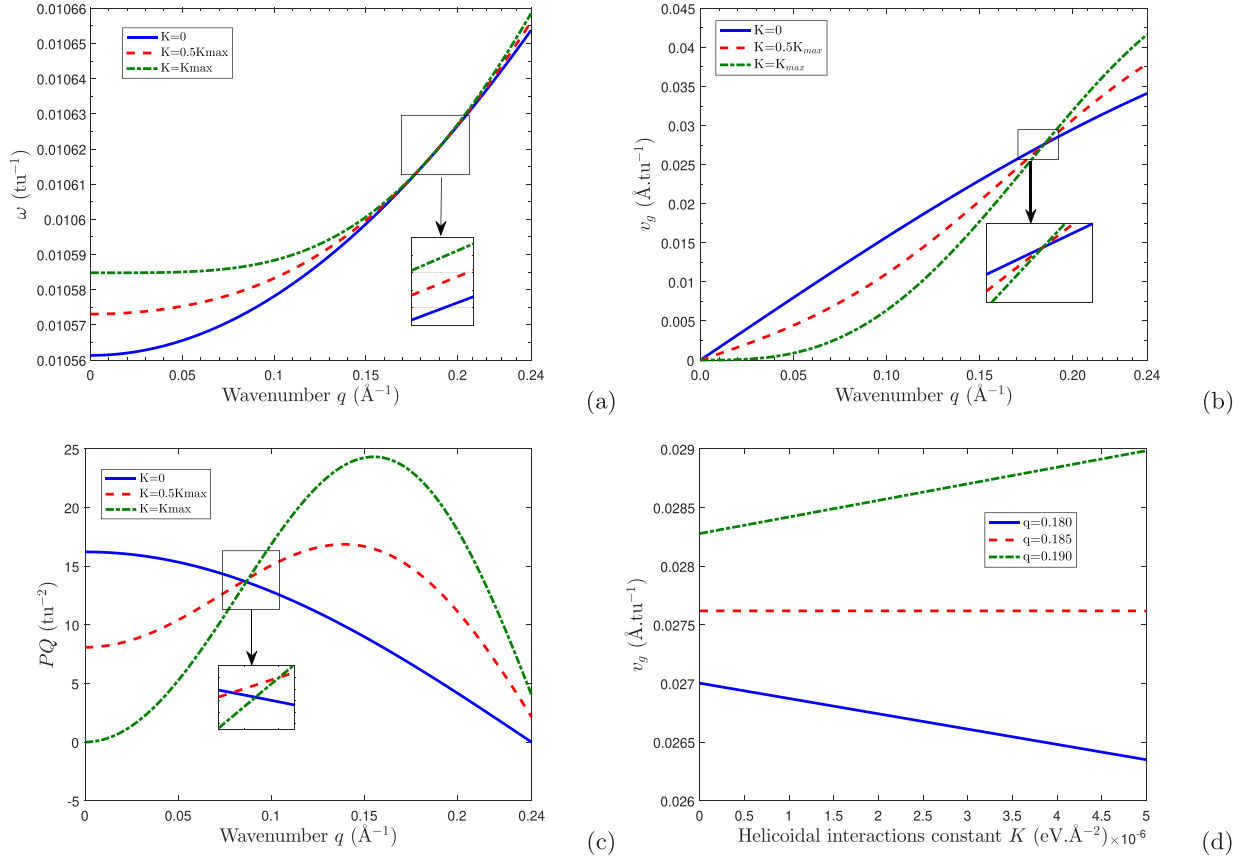 0.01066
0.01065
0.01064
0.01063
0.01062
0.01061
0.0106
0.01059
0.01058
0.01057
0.01056
ω (tu⁻¹)
K=0
K=0.5Kmax
K=Kmax
0 0.05 0.10 0.15 0.20 0.24
Wavenumber q (Å⁻¹)
(a)
0.045
0.04
0.035
0.03
0.025
0.02
0.015
0.01
0.005
0
v_g (Å.tu⁻¹)
K=0
K=0.5K_max
K=K_max
0.0 0.05 0.10 0.15 0.20 0.24
Wavenumber q (Å⁻¹)
(b)
25
20
15
10
5
0
-5
PQ (tu⁻²)
K=0
K=0.5Kmax
K=Kmax
0 0.05 0.1 0.15 0.2 0.24
Wavenumber q (Å⁻¹)
(c)
0.029
0.0285
0.028
0.0275
0.027
0.0265
0.026
v_g (Å.tu⁻¹)
q=0.180
q=0.185
q=0.190
0 0.5 1 1.5 2 2.5 3 3.5 4 4.5 5
Helicoidal interactions constant K (eV.Å⁻²)×10⁻⁶
(d)